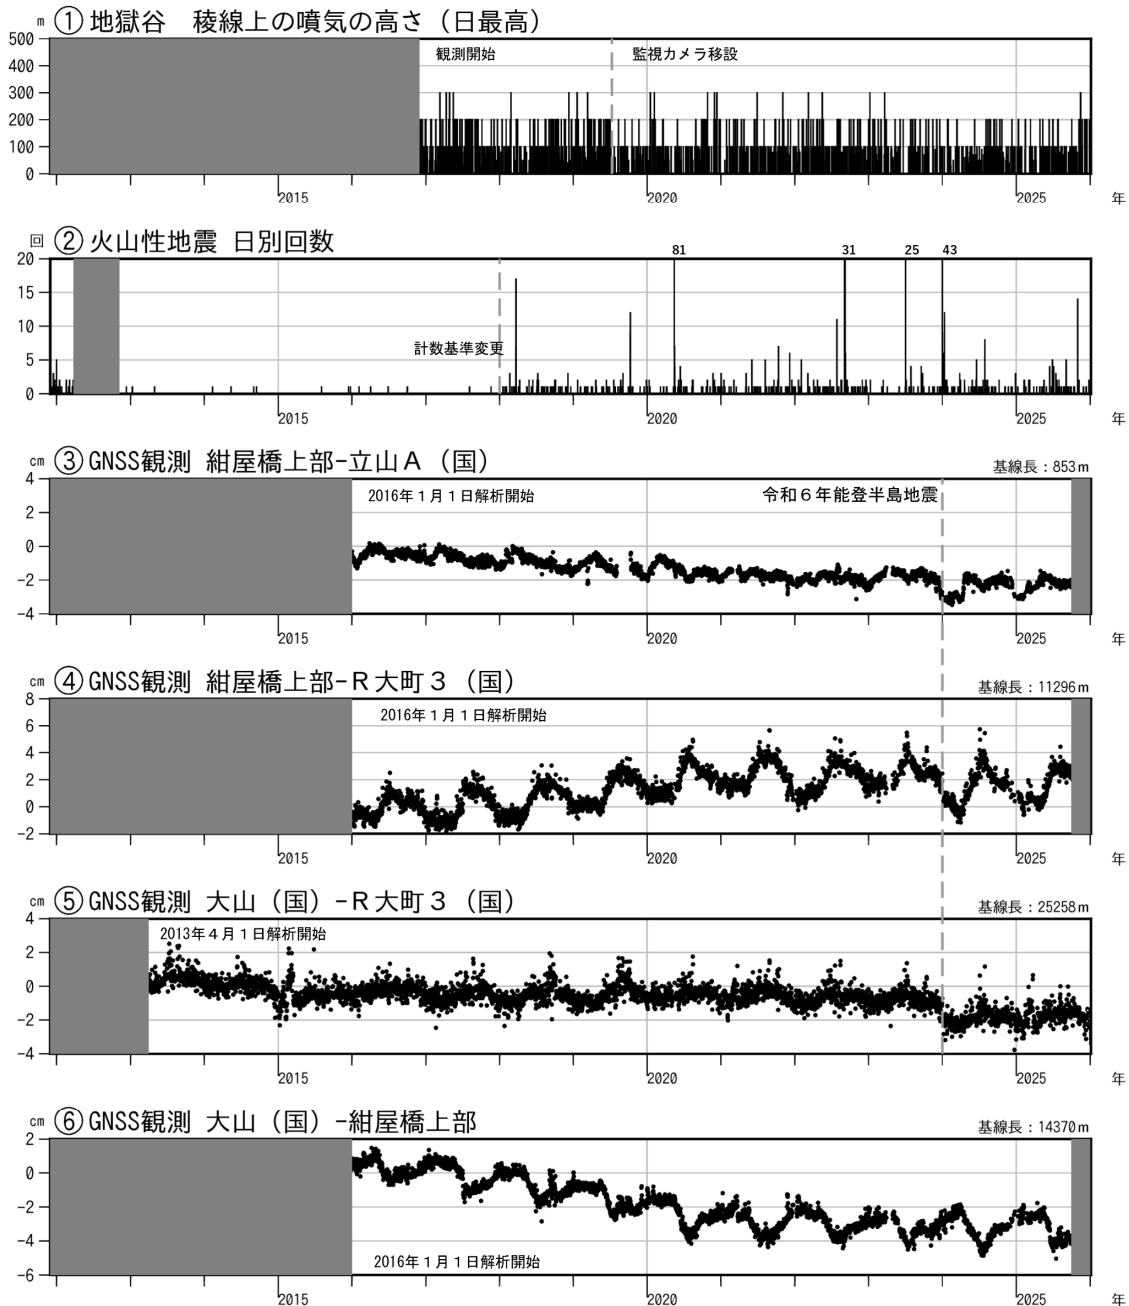 m ① 地獄谷　稜線上の噴気の高さ（日最高）
500
400
300
200
100
0
観測開始
監視カメラ移設
2015 2020 2025 年
回 ② 火山性地震 日別回数
20
15
10
5
0
計数基準変更
81 31 25 43
2015 2020 2025 年
cm ③ GNSS観測 紺屋橋上部−立山Ａ（国）
基線長：853m
4
2
0
-2
-4
2016年１月１日解析開始
令和６年能登半島地震
2015 2020 2025 年
cm ④ GNSS観測 紺屋橋上部−Ｒ大町３（国）
基線長：11296m
8
6
4
2
0
-2
2016年１月１日解析開始
2015 2020 2025 年
cm ⑤ GNSS観測 大山（国）−Ｒ大町３（国）
基線長：25258m
4
2
0
-2
-4
2013年４月１日解析開始
2015 2020 2025 年
cm ⑥ GNSS観測 大山（国）−紺屋橋上部
基線長：14370m
2
0
-2
-4
-6
2016年１月１日解析開始
2015 2020 2025 年